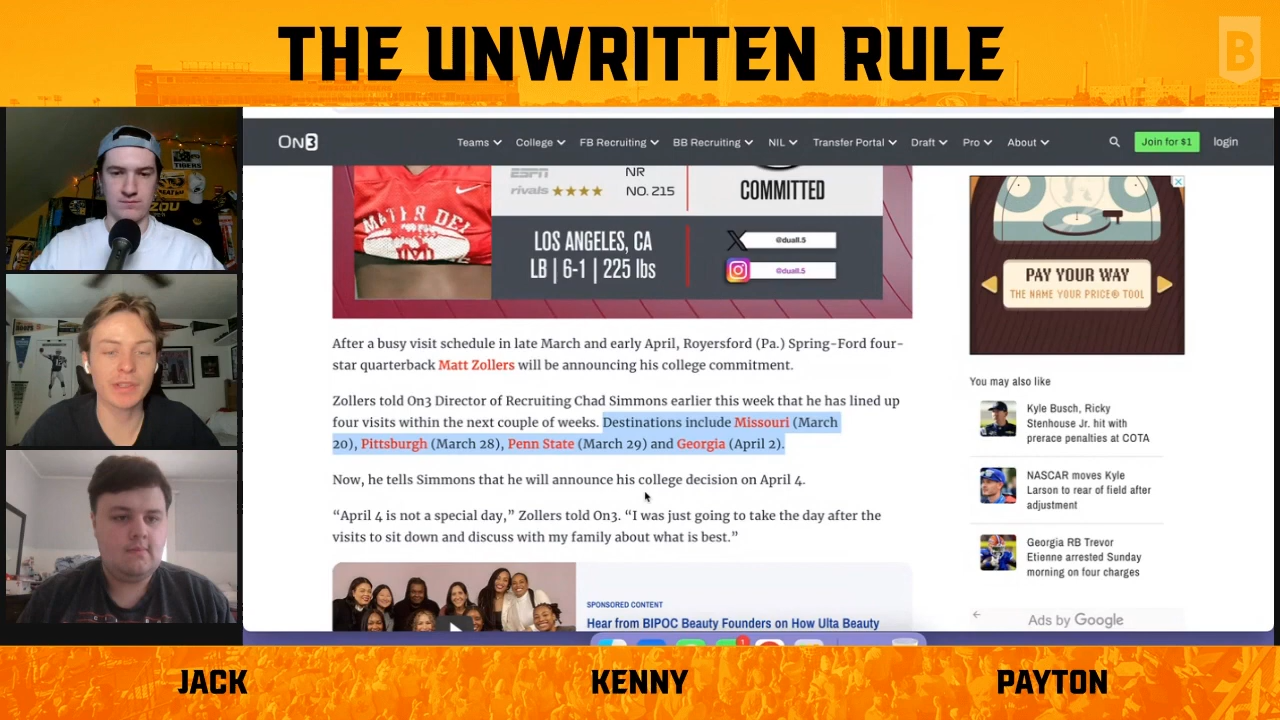 THE UNWRITTEN RULE
B
TIGERS
ZOU
ON3
Teams College FB Recruiting BB Recruiting NIL Transfer Portal Draft Pro About Join for $1 login
ESPN NR
rivals ★★★★ NO. 215
COMMITTED
MATER DEI
LOS ANGELES, CA
LB | 6-1 | 225 lbs
@duall.5
@duall.5
After a busy visit schedule in late March and early April, Royersford (Pa.) Spring-Ford four-
star quarterback Matt Zollers will be announcing his college commitment.
Zollers told On3 Director of Recruiting Chad Simmons earlier this week that he has lined up
four visits within the next couple of weeks. Destinations include Missouri (March
20), Pittsburgh (March 28), Penn State (March 29) and Georgia (April 2).
Now, he tells Simmons that he will announce his college decision on April 4.
“April 4 is not a special day,” Zollers told On3. “I was just going to take the day after the
visits to sit down and discuss with my family about what is best.”
SPONSORED CONTENT
Hear from BIPOC Beauty Founders on How Ulta Beauty
PAY YOUR WAY
THE NAME YOUR PRICE® TOOL
You may also like
Kyle Busch, Ricky
Stenhouse Jr. hit with
prerace penalties at COTA
NASCAR moves Kyle
Larson to rear of field after
adjustment
Georgia RB Trevor
Etienne arrested Sunday
morning on four charges
Ads by Google
1
JACK KENNY PAYTON